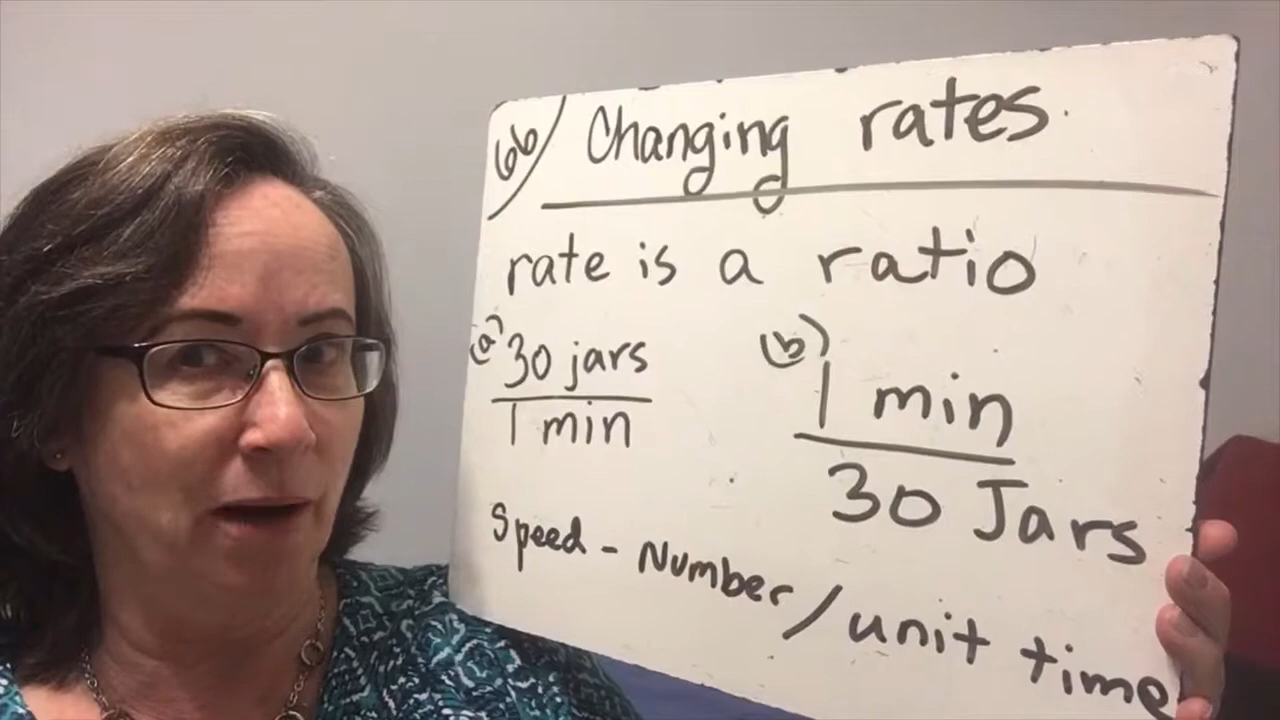 66/ Changing rates.
rate is a ratio
(a) 30 jars
1 min
(b) 1 min
30 Jars
Speed - Number / unit time